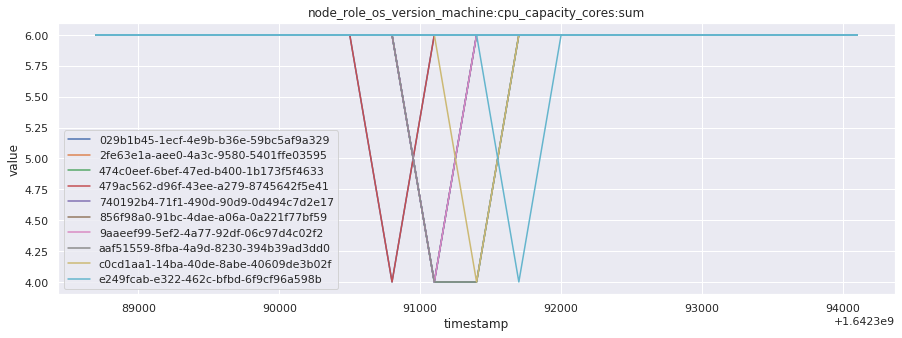 node_role_os_version_machine:cpu_capacity_cores:sum
6.00
5.75
5.50
5.25
5.00
4.75
4.50
4.25
4.00
value
029b1b45-1ecf-4e9b-b36e-59bc5af9a329
2fe63e1a-aee0-4a3c-9580-5401ffe03595
474c0eef-6bef-47ed-b400-1b173f5f4633
479ac562-d96f-43ee-a279-8745642f5e41
740192b4-71f1-490d-90d9-0d494c7d2e17
856f98a0-91bc-4dae-a06a-0a221f77bf59
9aaeef99-5ef2-4a77-92df-06c97d4c02f2
aaf51559-8fba-4a9d-8230-394b39ad3dd0
c0cd1aa1-14ba-40de-8abe-40609de3b02f
e249fcab-e322-462c-bfbd-6f9cf96a598b
89000 90000 91000 92000 93000 94000
timestamp
+1.6423e9